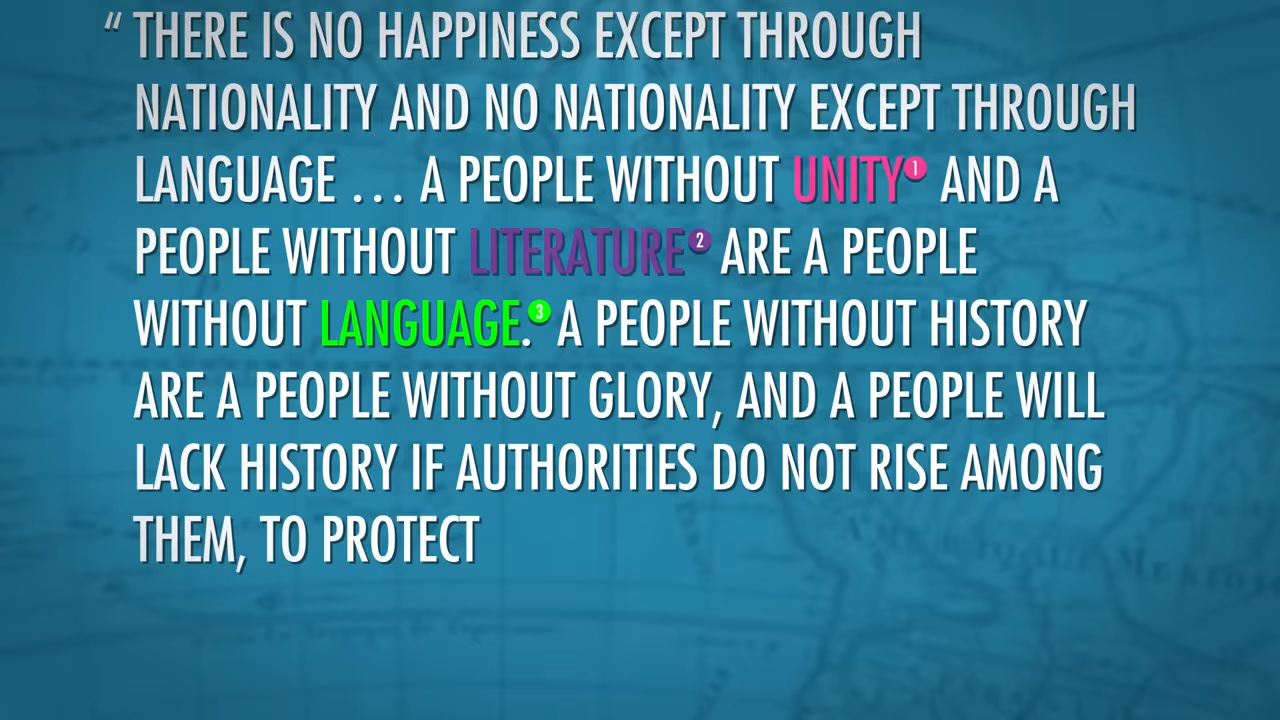 “ THERE IS NO HAPPINESS EXCEPT THROUGH
NATIONALITY AND NO NATIONALITY EXCEPT THROUGH
LANGUAGE ... A PEOPLE WITHOUT UNITY1 AND A
PEOPLE WITHOUT LITERATURE2 ARE A PEOPLE
WITHOUT LANGUAGE.3 A PEOPLE WITHOUT HISTORY
ARE A PEOPLE WITHOUT GLORY, AND A PEOPLE WILL
LACK HISTORY IF AUTHORITIES DO NOT RISE AMONG
THEM, TO PROTECT